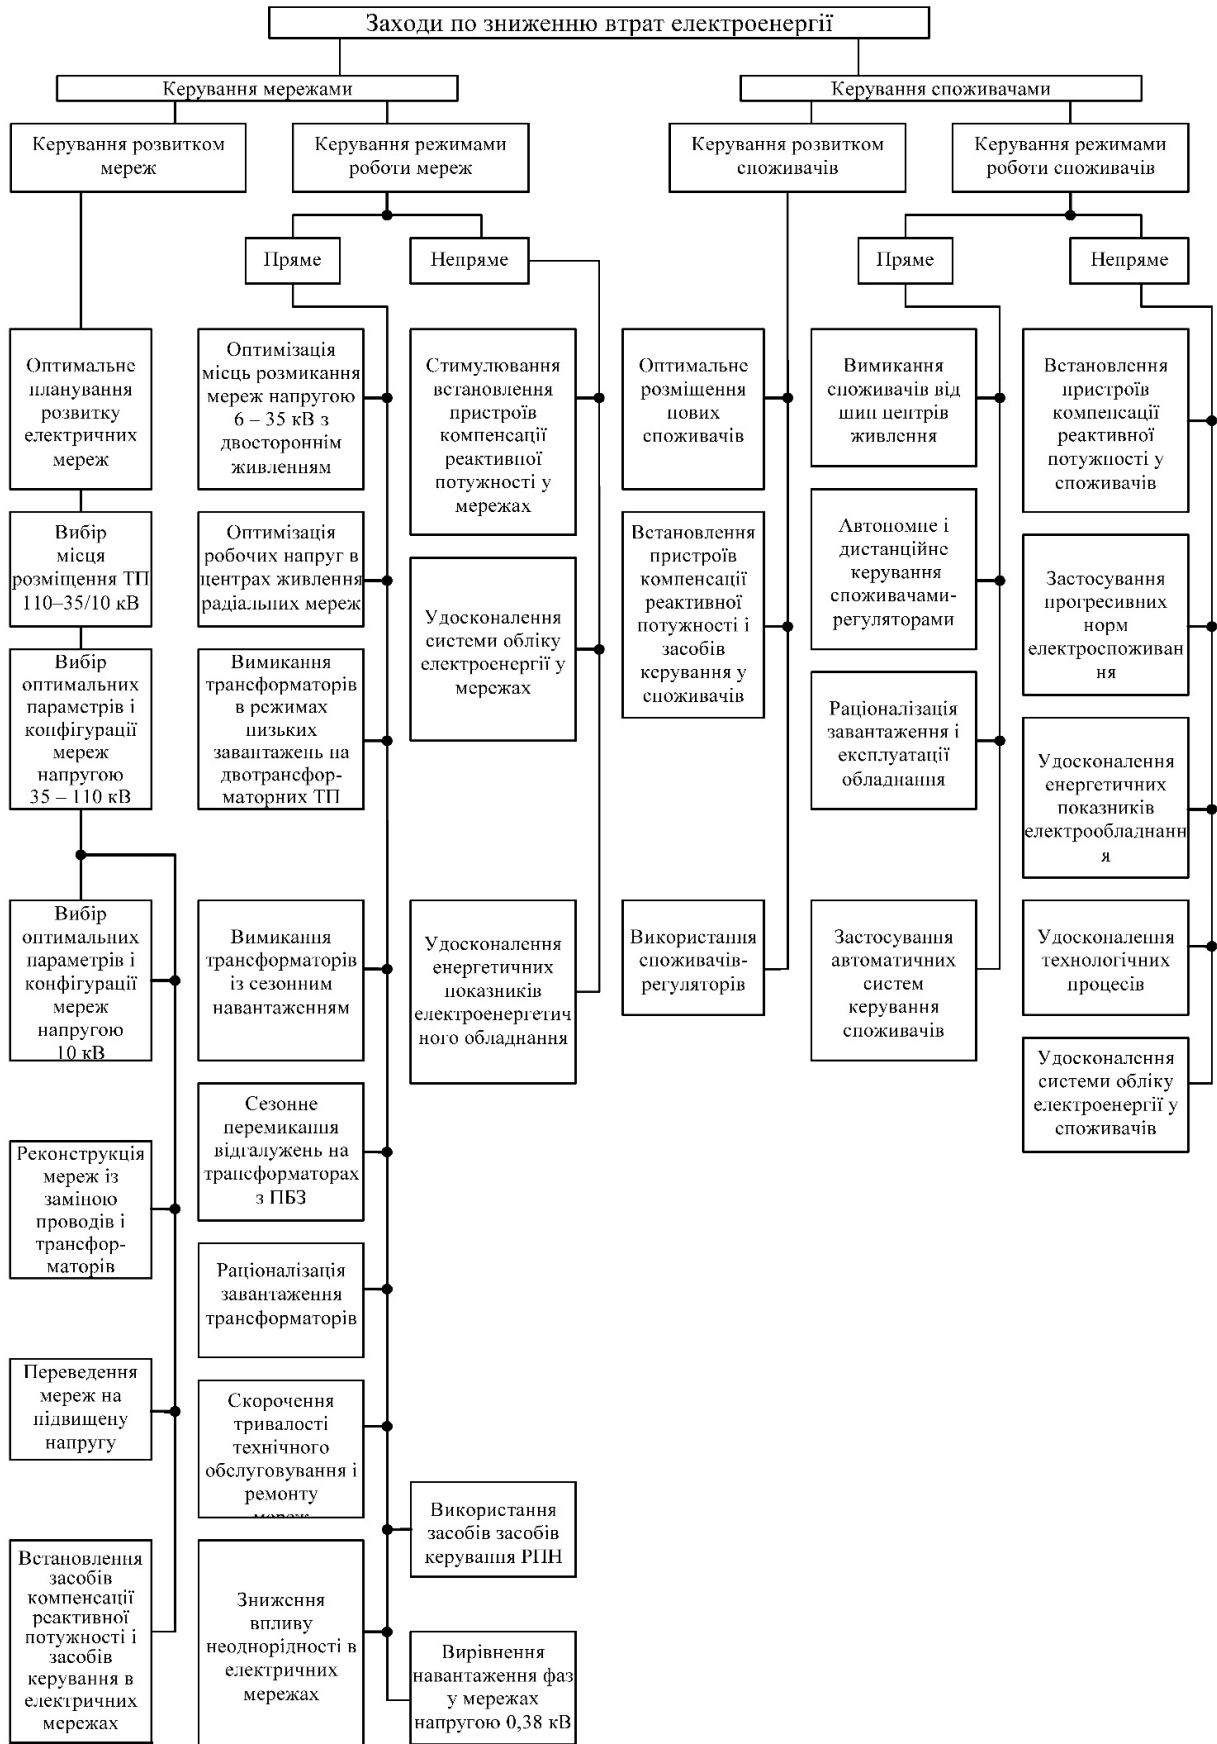 Заходи по зниженню втрат електроенергії
Керування мережами
Керування споживачами
Керування розвитком
мереж
Керування режимами
роботи мереж
Керування розвитком
споживачів
Керування режимами
роботи споживачів
Пряме
Непряме
Пряме
Непряме
Оптимальне
планування
розвитку
електричних
мереж
Оптимізація
місць розмикання
мереж напругою
6 – 35 кВ з
двостороннім
живленням
Стимулювання
встановлення
пристроїв
компенсації
реактивної
потужності у
мережах
Оптимальне
розміщення
нових
споживачів
Вимикання
споживачів від
шин центрів
живлення
Встановлення
пристроїв
компенсації
реактивної
потужності у
споживачів
Вибір
місця
розміщення ТП
110–35/10 кВ
Оптимізація
робочих напруг в
центрах живлення
радіальних мереж
Удосконалення
системи обліку
електроенергії у
мережах
Встановлення
пристроїв
компенсації
реактивної
потужності і
засобів
керування у
споживачів
Автономне і
дистанційне
керування
споживачами-
регуляторами
Застосування
прогресивних
норм
електроспоживан
ня
Вибір
оптимальних
параметрів і
конфігурації
мереж
напругою
35 – 110 кВ
Вимикання
трансформаторів
в режимах
низьких
завантажень на
двотрансфор-
маторних ТП
Раціоналізація
завантаження і
експлуатації
обладнання
Удосконалення
енергетичних
показників
електрообладнанн
я
Вибір
оптимальних
параметрів і
конфігурації
мереж
напругою
10 кВ
Вимикання
трансформаторів
із сезонним
навантаженням
Удосконалення
енергетичних
показників
електроенергетич
ного обладнання
Використання
споживачів-
регуляторів
Застосування
автоматичних
систем
керування
споживачів
Удосконалення
технологічних
процесів
Удосконалення
системи обліку
електроенергії у
споживачів
Реконструкція
мереж із
заміною
проводів і
трансфор-
маторів
Сезонне
перемикання
відгалужень на
трансформаторах
з ПБЗ
Раціоналізація
завантаження
трансформаторів
Переведення
мереж на
підвищену
напругу
Скорочення
тривалості
технічного
обслуговування і
ремонту
мереж
Використання
засобів засобів
керування РПН
Встановлення
засобів
компенсації
реактивної
потужності і
засобів
керування в
електричних
мережах
Зниження
впливу
неоднорідності в
електричних
мережах
Вирівнення
навантаження фаз
у мережах
напругою 0,38 кВ